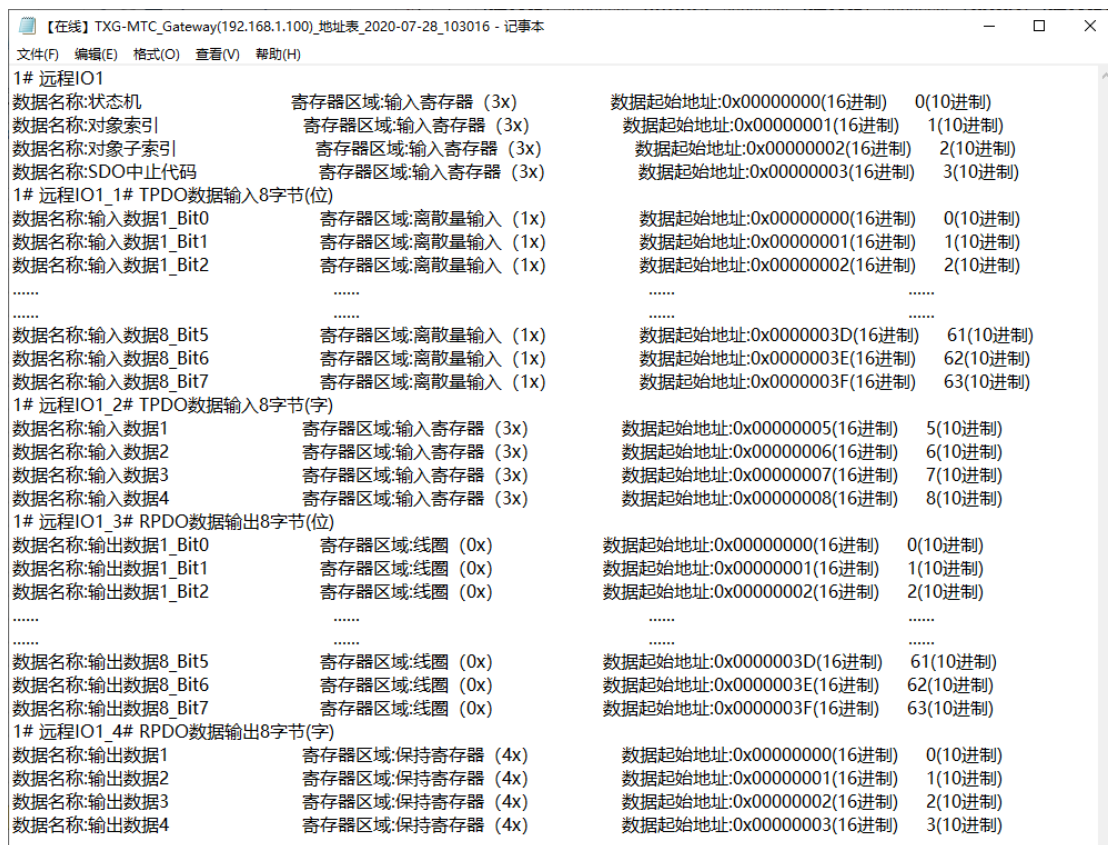 【在线】TXG-MTC_Gateway(192.168.1.100)_地址表_2020-07-28_103016 - 记事本
文件(F) 编辑(E) 格式(O) 查看(V) 帮助(H)
1# 远程IO1
数据名称:状态机 寄存器区域:输入寄存器（3x） 数据起始地址:0x00000000(16进制) 0(10进制)
数据名称:对象索引 寄存器区域:输入寄存器（3x） 数据起始地址:0x00000001(16进制) 1(10进制)
数据名称:对象子索引 寄存器区域:输入寄存器（3x） 数据起始地址:0x00000002(16进制) 2(10进制)
数据名称:SDO中止代码 寄存器区域:输入寄存器（3x） 数据起始地址:0x00000003(16进制) 3(10进制)
1# 远程IO1_1# TPDO数据输入8字节(位)
数据名称:输入数据1_Bit0 寄存器区域:离散量输入（1x） 数据起始地址:0x00000000(16进制) 0(10进制)
数据名称:输入数据1_Bit1 寄存器区域:离散量输入（1x） 数据起始地址:0x00000001(16进制) 1(10进制)
数据名称:输入数据1_Bit2 寄存器区域:离散量输入（1x） 数据起始地址:0x00000002(16进制) 2(10进制)
...... ...... ...... ......
...... ...... ...... ......
数据名称:输入数据8_Bit5 寄存器区域:离散量输入（1x） 数据起始地址:0x0000003D(16进制) 61(10进制)
数据名称:输入数据8_Bit6 寄存器区域:离散量输入（1x） 数据起始地址:0x0000003E(16进制) 62(10进制)
数据名称:输入数据8_Bit7 寄存器区域:离散量输入（1x） 数据起始地址:0x0000003F(16进制) 63(10进制)
1# 远程IO1_2# TPDO数据输入8字节(字)
数据名称:输入数据1 寄存器区域:输入寄存器（3x） 数据起始地址:0x00000005(16进制) 5(10进制)
数据名称:输入数据2 寄存器区域:输入寄存器（3x） 数据起始地址:0x00000006(16进制) 6(10进制)
数据名称:输入数据3 寄存器区域:输入寄存器（3x） 数据起始地址:0x00000007(16进制) 7(10进制)
数据名称:输入数据4 寄存器区域:输入寄存器（3x） 数据起始地址:0x00000008(16进制) 8(10进制)
1# 远程IO1_3# RPDO数据输出8字节(位)
数据名称:输出数据1_Bit0 寄存器区域:线圈（0x） 数据起始地址:0x00000000(16进制) 0(10进制)
数据名称:输出数据1_Bit1 寄存器区域:线圈（0x） 数据起始地址:0x00000001(16进制) 1(10进制)
数据名称:输出数据1_Bit2 寄存器区域:线圈（0x） 数据起始地址:0x00000002(16进制) 2(10进制)
...... ...... ...... ......
...... ...... ...... ......
数据名称:输出数据8_Bit5 寄存器区域:线圈（0x） 数据起始地址:0x0000003D(16进制) 61(10进制)
数据名称:输出数据8_Bit6 寄存器区域:线圈（0x） 数据起始地址:0x0000003E(16进制) 62(10进制)
数据名称:输出数据8_Bit7 寄存器区域:线圈（0x） 数据起始地址:0x0000003F(16进制) 63(10进制)
1# 远程IO1_4# RPDO数据输出8字节(字)
数据名称:输出数据1 寄存器区域:保持寄存器（4x） 数据起始地址:0x00000000(16进制) 0(10进制)
数据名称:输出数据2 寄存器区域:保持寄存器（4x） 数据起始地址:0x00000001(16进制) 1(10进制)
数据名称:输出数据3 寄存器区域:保持寄存器（4x） 数据起始地址:0x00000002(16进制) 2(10进制)
数据名称:输出数据4 寄存器区域:保持寄存器（4x） 数据起始地址:0x00000003(16进制) 3(10进制)